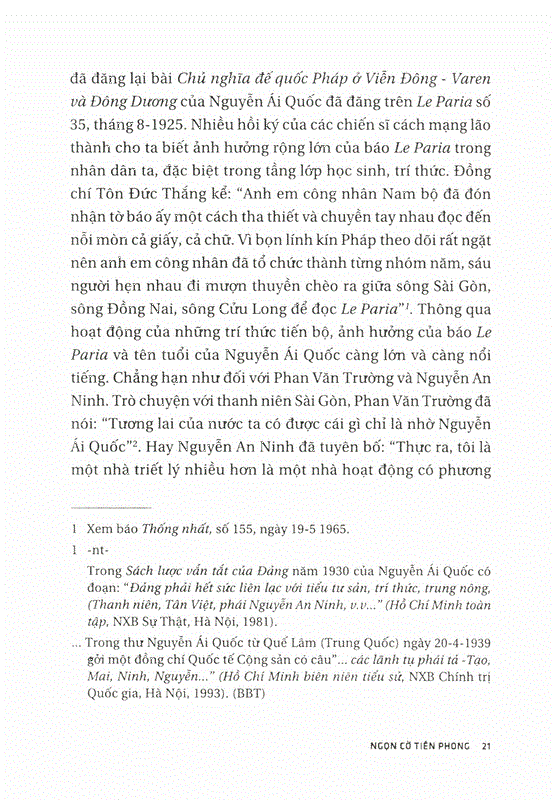 đã đăng lại bài Chủ nghĩa đế quốc Pháp ở Viễn Đông - Varen
và Đông Dương của Nguyễn Ái Quốc đã đăng trên Le Paria số
35, tháng 8-1925. Nhiều hồi ký của các chiến sĩ cách mạng lão
thành cho ta biết ảnh hưởng rộng lớn của báo Le Paria trong
nhân dân ta, đặc biệt trong tầng lớp học sinh, trí thức. Đồng
chí Tôn Đức Thắng kể: “Anh em công nhân Nam bộ đã đón
nhận tờ báo ấy một cách tha thiết và chuyền tay nhau đọc đến
nỗi mòn cả giấy, cả chữ. Vì bọn lính kín Pháp theo dõi rất ngặt
nên anh em công nhân đã tổ chức thành từng nhóm năm, sáu
người hẹn nhau đi mượn thuyền chèo ra giữa sông Sài Gòn,
sông Đồng Nai, sông Cửu Long để đọc Le Paria”1. Thông qua
hoạt động của những trí thức tiến bộ, ảnh hưởng của báo Le
Paria và tên tuổi của Nguyễn Ái Quốc càng lớn và càng nổi
tiếng. Chẳng hạn như đối với Phan Văn Trường và Nguyễn An
Ninh. Trò chuyện với thanh niên Sài Gòn, Phan Văn Trường đã
nói: “Tương lai của nước ta có được cái gì chỉ là nhờ Nguyễn
Ái Quốc”2. Hay Nguyễn An Ninh đã tuyên bố: “Thực ra, tôi là
một nhà triết lý nhiều hơn là một nhà hoạt động có phương
1 Xem báo Thống nhất, số 155, ngày 19-5 1965.
1 -nt-
Trong Sách lược vắn tắt của Đảng năm 1930 của Nguyễn Ái Quốc có
đoạn: “Đảng phải hết sức liên lạc với tiểu tư sản, trí thức, trung nông,
(Thanh niên, Tân Việt, phái Nguyễn An Ninh, v.v...” (Hồ Chí Minh toàn
tập, NXB Sự Thật, Hà Nội, 1981).
... Trong thư Nguyễn Ái Quốc từ Quế Lâm (Trung Quốc) ngày 20-4-1939
gởi một đồng chí Quốc tế Cộng sản có câu”... các lãnh tụ phái tả -Tạo,
Mai, Ninh, Nguyễn...” (Hồ Chí Minh biên niên tiểu sử, NXB Chính trị
Quốc gia, Hà Nội, 1993). (BBT)
NGỌN CỜ TIÊN PHONG 21